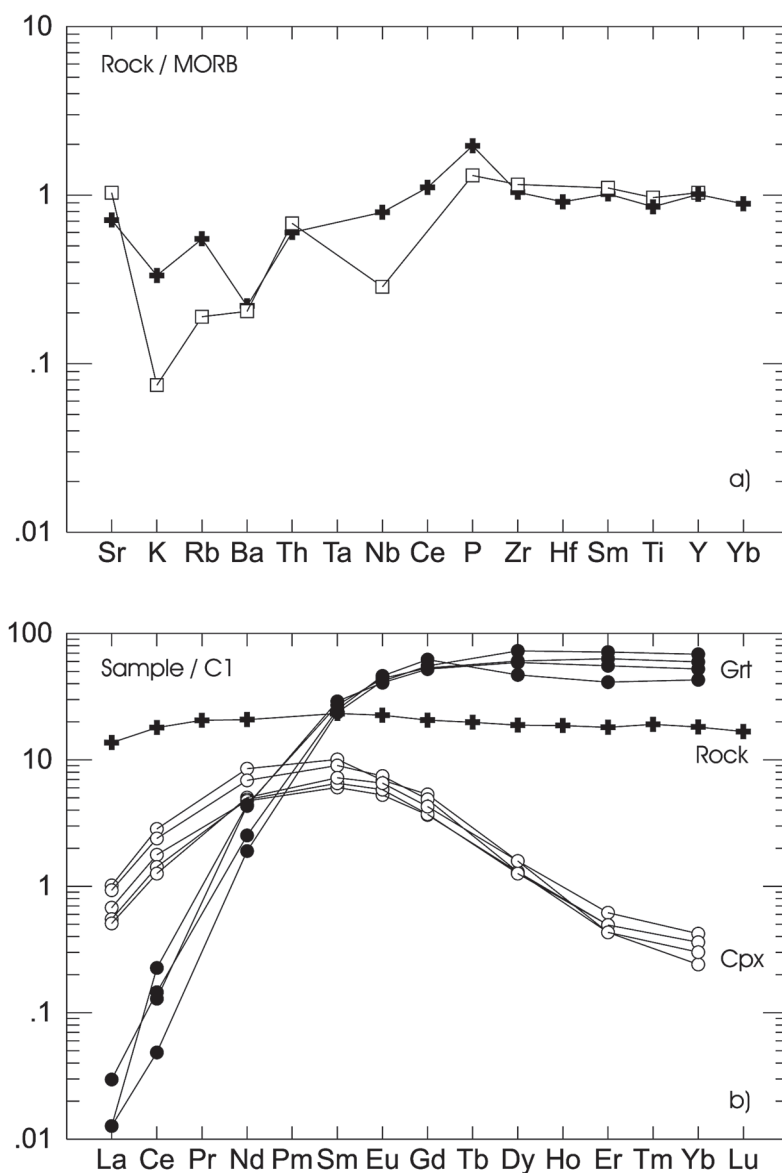 10
Rock / MORB
1
.1
a)
.01
Sr K Rb Ba Th Ta Nb Ce P Zr Hf Sm Ti Y Yb
100
Sample / C1
Grt
10
Rock
1
Cpx
.1
b)
.01
La Ce Pr Nd Pm Sm Eu Gd Tb Dy Ho Er Tm Yb Lu